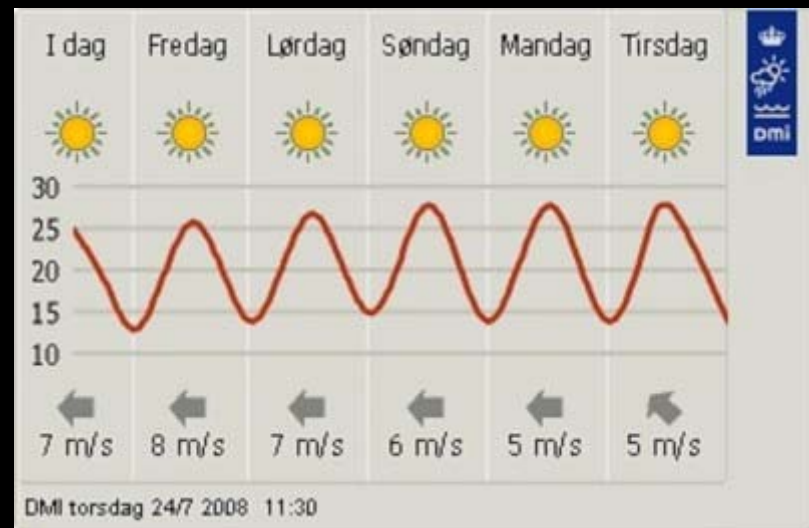 I dag Fredag Lørdag Søndag Mandag Tirsdag
DMi
30
25
20
15
10
7 m/s 8 m/s 7 m/s 6 m/s 5 m/s 5 m/s
DMI torsdag 24/7 2008 11:30